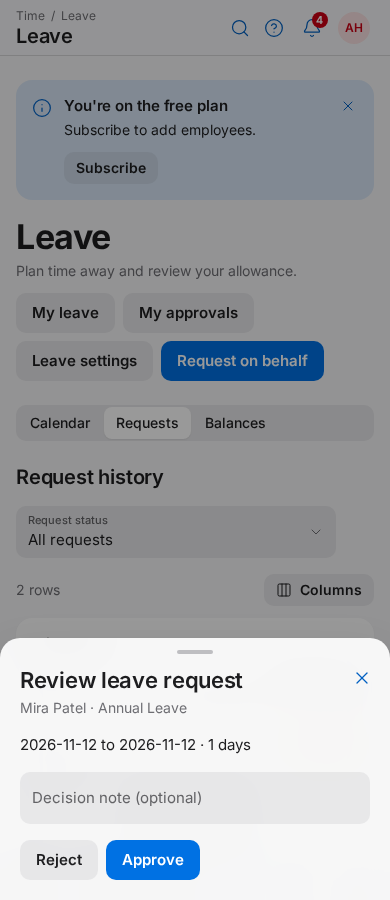 Time / Leave
Leave
4
AH
You're on the free plan
Subscribe to add employees.
Subscribe
Leave
Plan time away and review your allowance.
My leave
My approvals
Leave settings
Request on behalf
Calendar
Requests
Balances
Request history
Request status
All requests
2 rows
Columns
Review leave request
Mira Patel · Annual Leave
2026-11-12 to 2026-11-12 · 1 days
Decision note (optional)
Reject
Approve